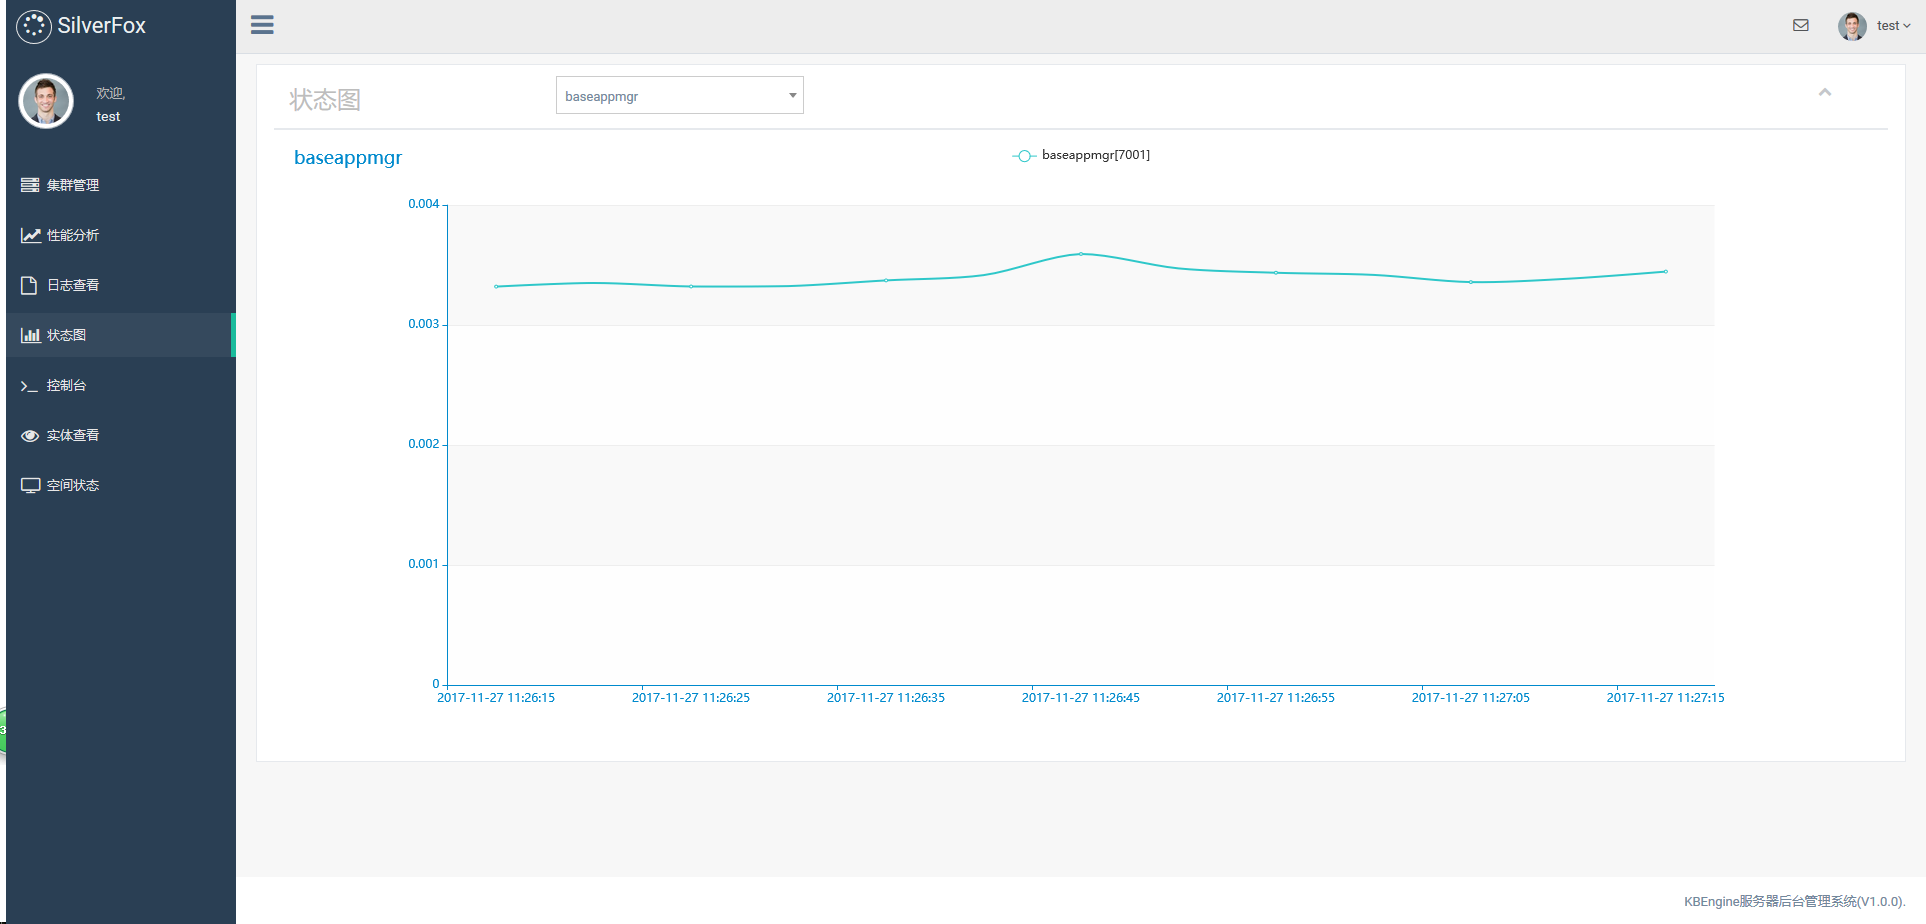 SilverFox
test
欢迎,
test
集群管理
性能分析
日志查看
状态图
控制台
实体查看
空间状态
状态图
baseappmgr
baseappmgr
baseappmgr[7001]
0.004
0.003
0.002
0.001
0
2017-11-27 11:26:15
2017-11-27 11:26:25
2017-11-27 11:26:35
2017-11-27 11:26:45
2017-11-27 11:26:55
2017-11-27 11:27:05
2017-11-27 11:27:15
KBEngine服务器后台管理系统(V1.0.0).